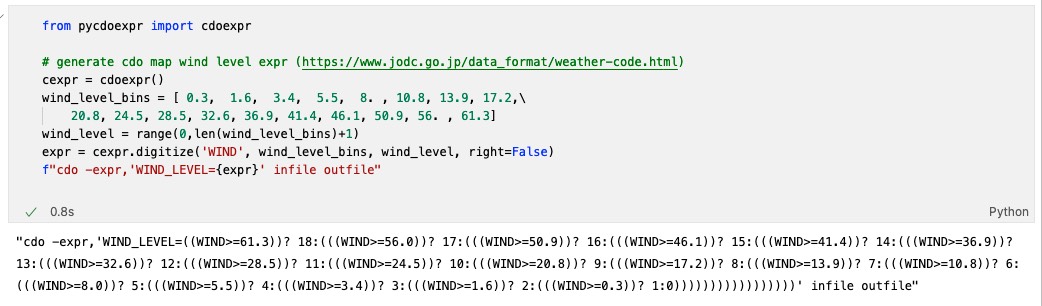 from pycdoexpr import cdoexpr
# generate cdo map wind level expr (https://www.jodc.go.jp/data_format/weather-code.html)
cexpr = cdoexpr()
wind_level_bins = [ 0.3,  1.6,  3.4,  5.5,  8. , 10.8, 13.9, 17.2,\
20.8, 24.5, 28.5, 32.6, 36.9, 41.4, 46.1, 50.9, 56. , 61.3]
wind_level = range(0,len(wind_level_bins)+1)
expr = cexpr.digitize('WIND', wind_level_bins, wind_level, right=False)
f"cdo -expr,'WIND_LEVEL={expr}' infile outfile"
0.8s
Python
"cdo -expr,'WIND_LEVEL=((WIND>=61.3))? 18:(((WIND>=56.0))? 17:(((WIND>=50.9))? 16:(((WIND>=46.1))? 15:(((WIND>=41.4))? 14:(((WIND>=36.9))?
13:(((WIND>=32.6))? 12:(((WIND>=28.5))? 11:(((WIND>=24.5))? 10:(((WIND>=20.8))? 9:(((WIND>=17.2))? 8:(((WIND>=13.9))? 7:(((WIND>=10.8))? 6:
(((WIND>=8.0))? 5:(((WIND>=5.5))? 4:(((WIND>=3.4))? 3:(((WIND>=1.6))? 2:(((WIND>=0.3))? 1:0)))))))))))))))))' infile outfile"